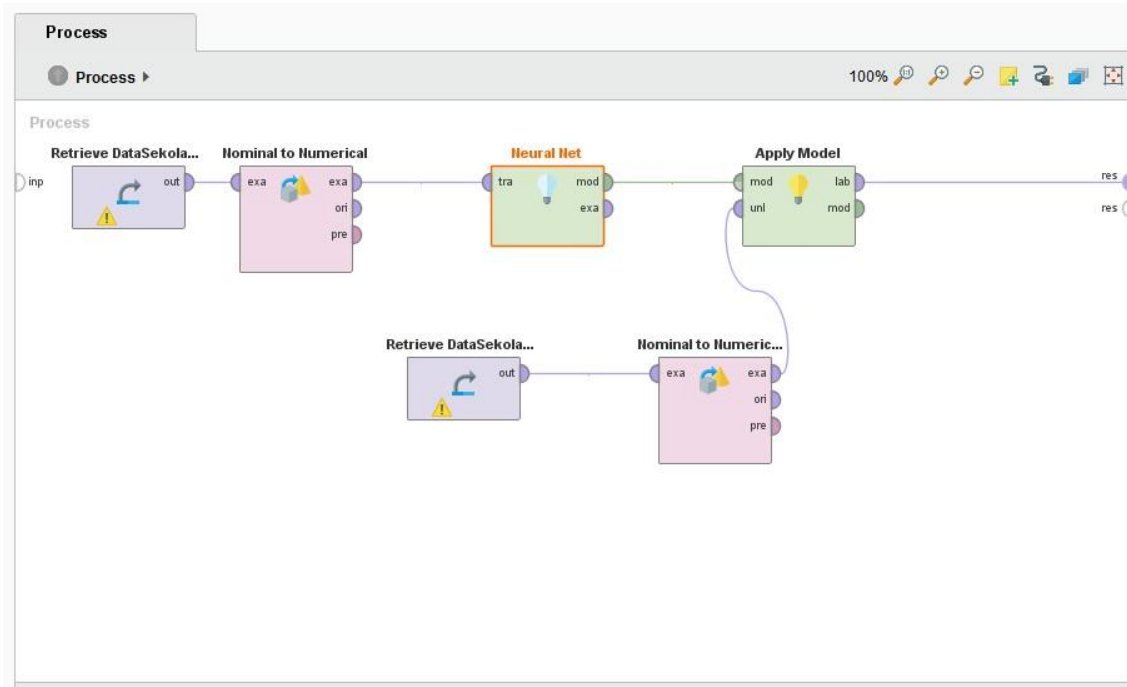 Process
Process
100%
Process
Retrieve DataSekola... Nominal to Numerical Neural Net Apply Model
inp out exa exa tra mod mod lab res
ori exa unl mod res
pre
Retrieve DataSekola... Nominal to Numeric...
out exa exa
ori
pre